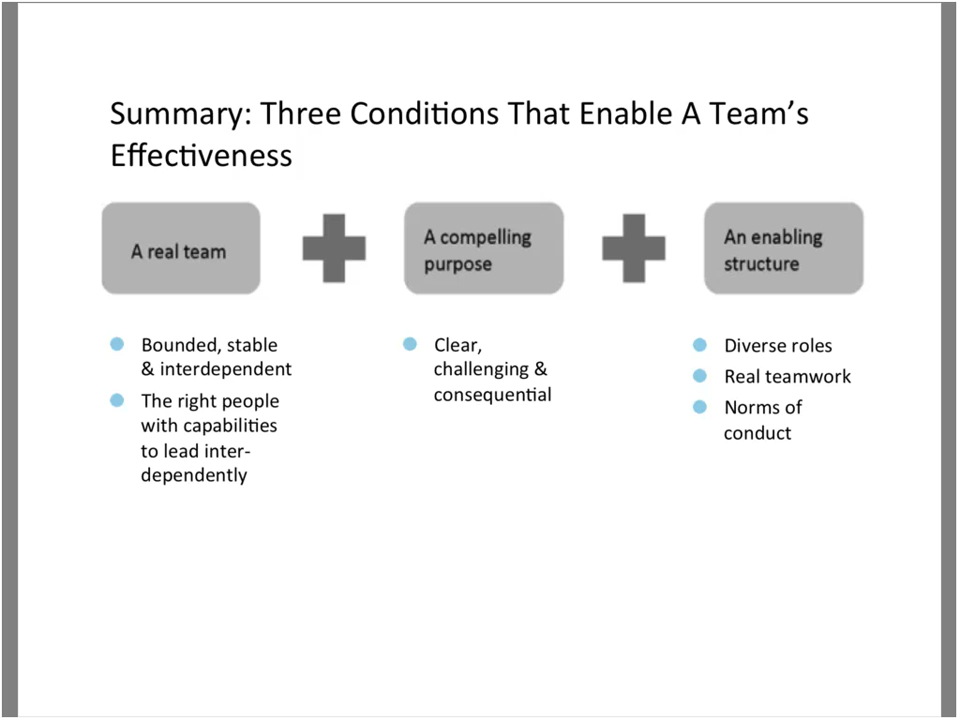 Summary: Three Conditions That Enable A Team’s
Effectiveness
A real team
A compelling
purpose
An enabling
structure
Bounded, stable
& interdependent
The right people
with capabilities
to lead inter-
dependently
Clear,
challenging &
consequential
Diverse roles
Real teamwork
Norms of
conduct